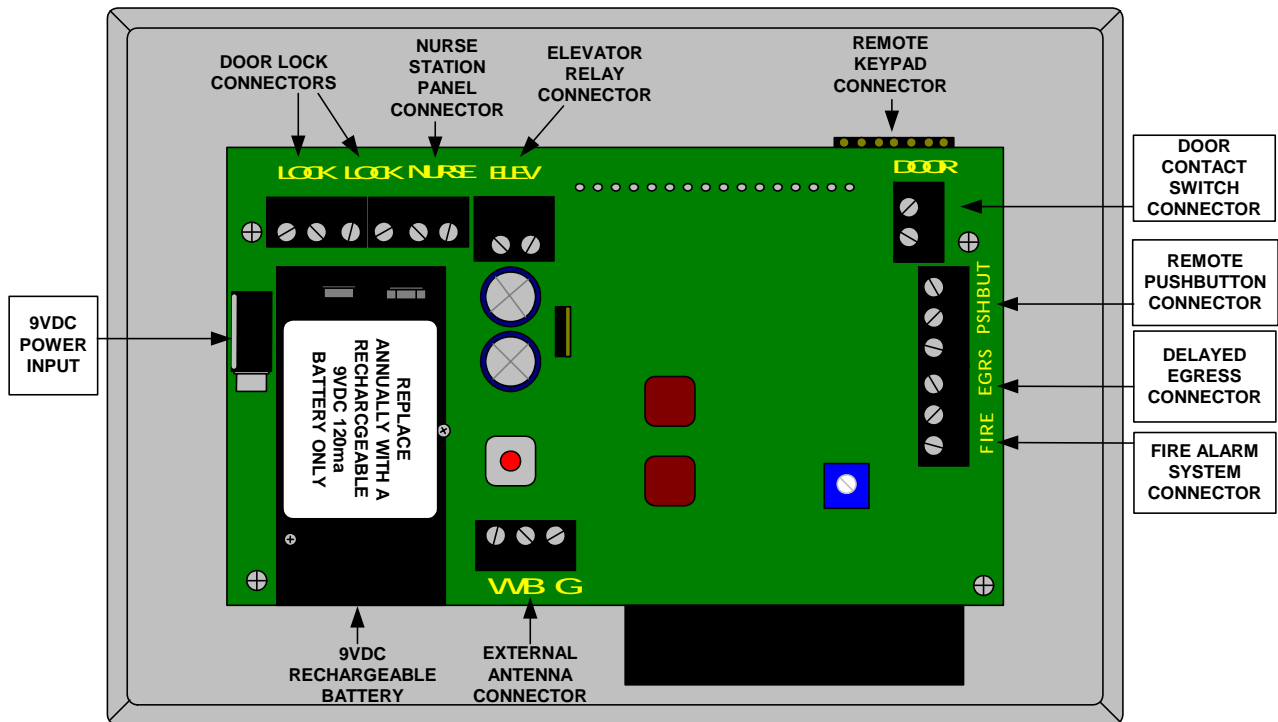 DOOR LOCK
CONNECTORS
NURSE
STATION
PANEL
CONNECTOR
ELEVATOR
RELAY
CONNECTOR
REMOTE
KEYPAD
CONNECTOR
LOCK LOCK NURSE ELEV
DOOR
DOOR
CONTACT
SWITCH
CONNECTOR
REMOTE
PUSHBUTTON
CONNECTOR
PSHBUT
9VDC
POWER
INPUT
REPLACE
ANNUALLY WITH A
RECHARCGEABLE
9VDC 120ma
BATTERY ONLY
EGRS
DELAYED
EGRESS
CONNECTOR
FIRE
FIRE ALARM
SYSTEM
CONNECTOR
WB G
9VDC
RECHARGEABLE
BATTERY
EXTERNAL
ANTENNA
CONNECTOR